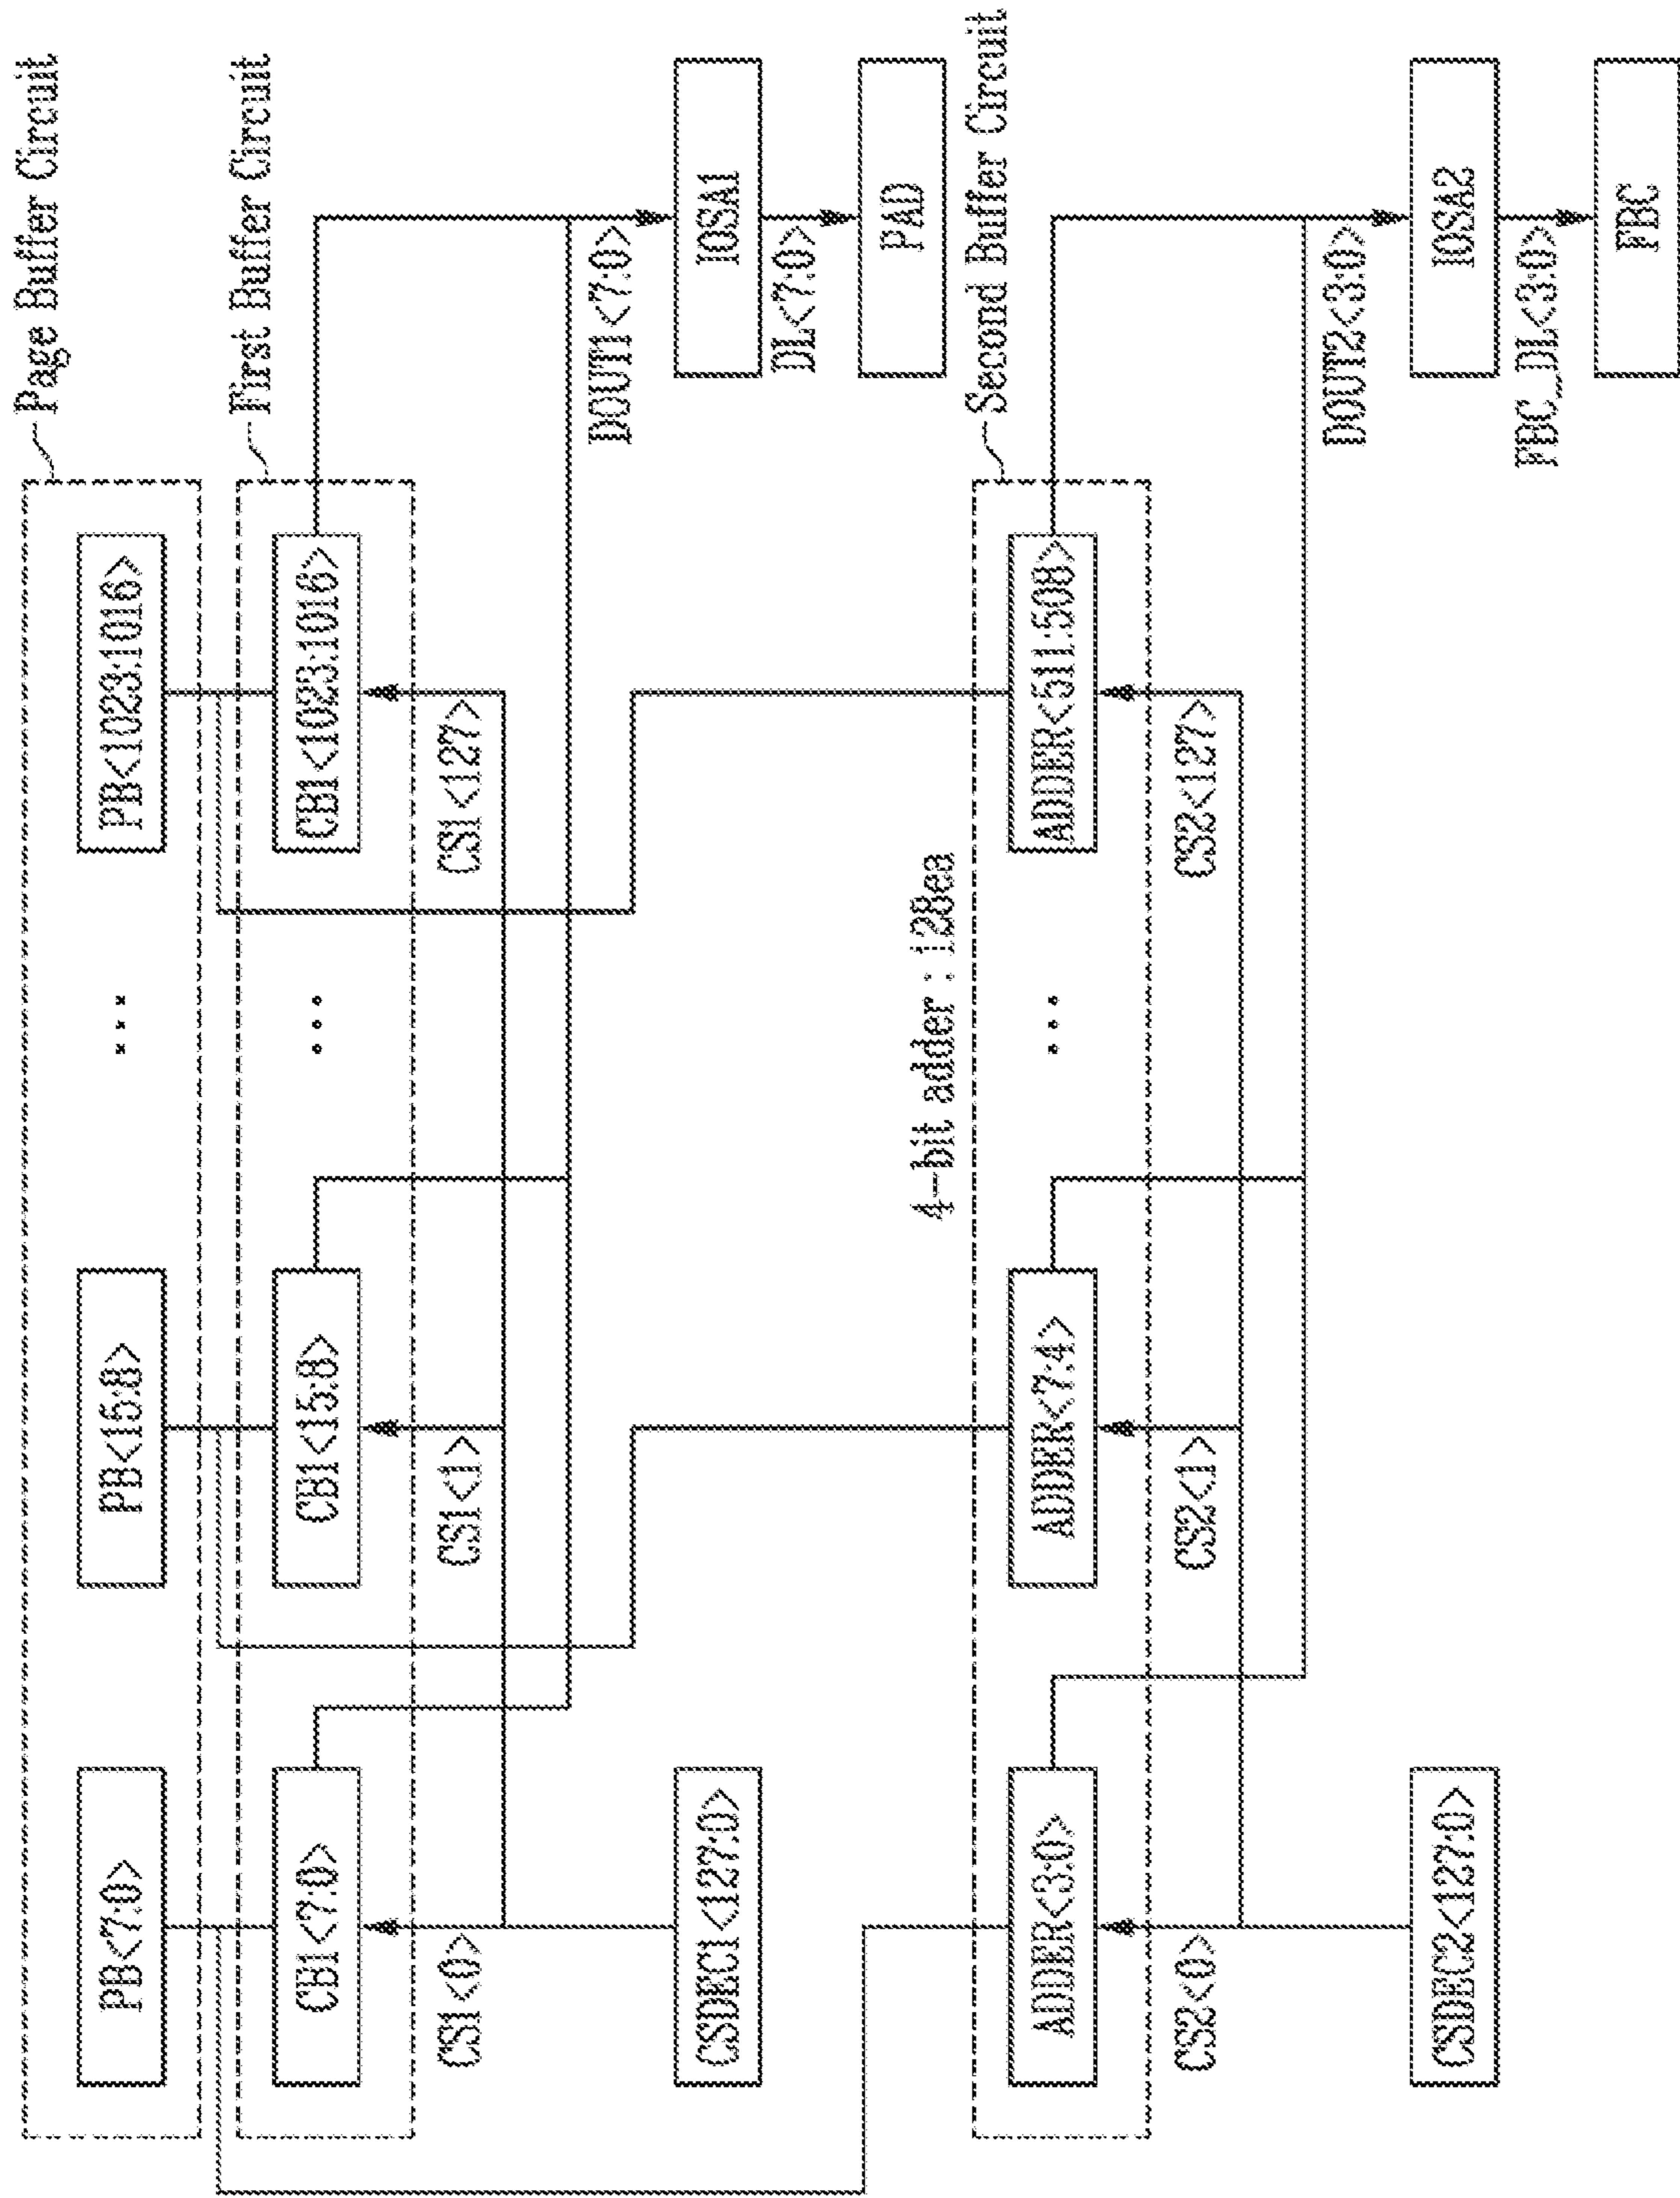 Page Buffer Circuit
PB<7:0>
PB<15:8>
...
PB<1023:1016>
First Buffer Circuit
CB1<7:0>
CB1<15:8>
...
CB1<1023:1016>
CS1<0>
CS1<1>
CS1<127>
DOUT1<7:0>
CSDEC1<127:0>
IOSA1
DL<7:0>
PAD
4-bit adder : 128ea
Second Buffer Circuit
ADDER<3:0>
ADDER<7:4>
...
ADDER<511:508>
CS2<0>
CS2<1>
CS2<127>
DOUT2<3:0>
CSDEC2<127:0>
IOSA2
FBC_DL<3:0>
FBC